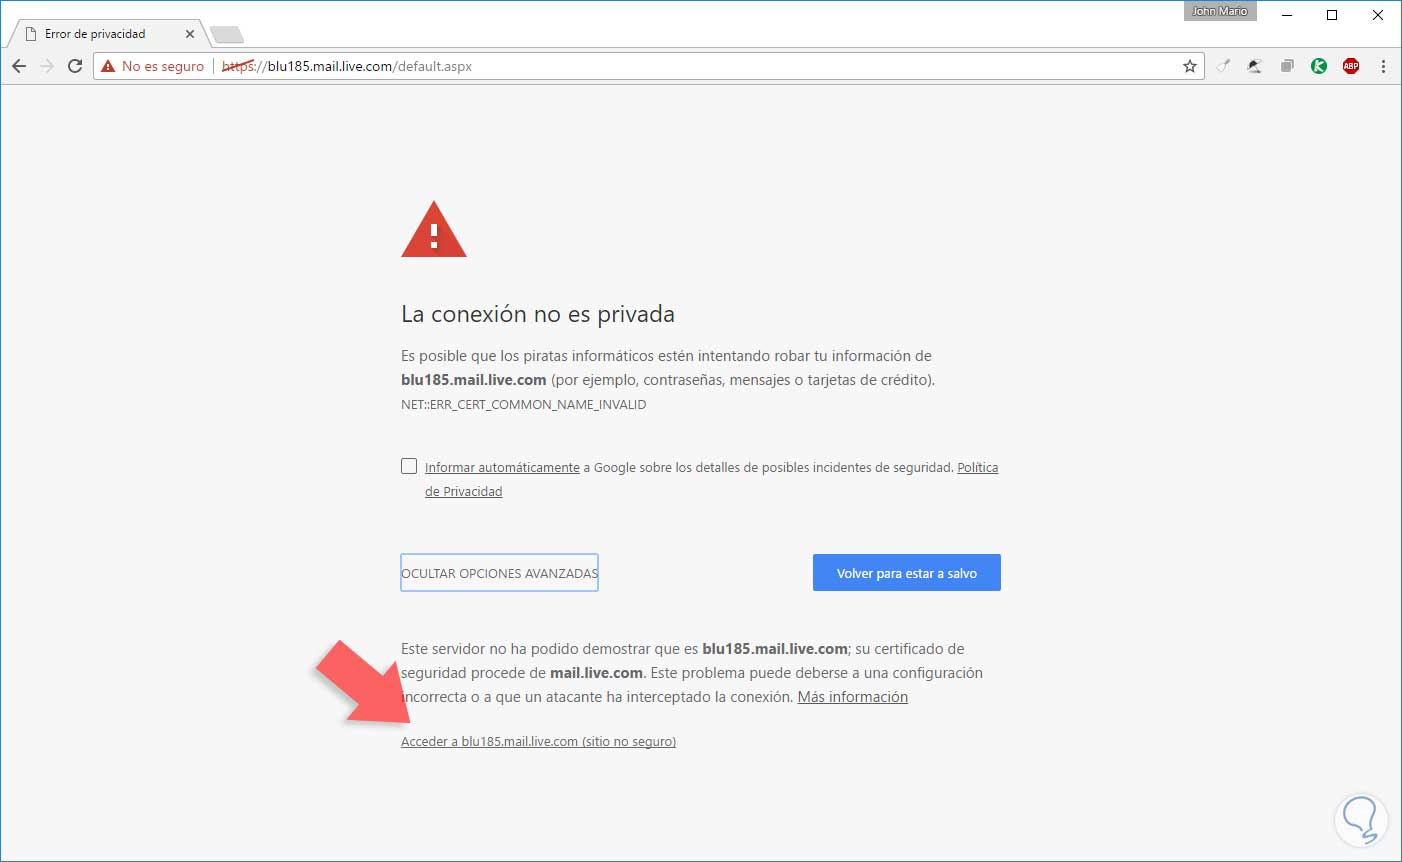 John Mario
Error de privacidad
No es seguro https://blu185.mail.live.com/default.aspx
ABP
La conexión no es privada
Es posible que los piratas informáticos estén intentando robar tu información de
blu185.mail.live.com (por ejemplo, contraseñas, mensajes o tarjetas de crédito).
NET::ERR_CERT_COMMON_NAME_INVALID
Informar automáticamente a Google sobre los detalles de posibles incidentes de seguridad. Política
de Privacidad
OCULTAR OPCIONES AVANZADAS
Volver para estar a salvo
Este servidor no ha podido demostrar que es blu185.mail.live.com; su certificado de
seguridad procede de mail.live.com. Este problema puede deberse a una configuración
incorrecta o a que un atacante ha interceptado la conexión. Más información
Acceder a blu185.mail.live.com (sitio no seguro)